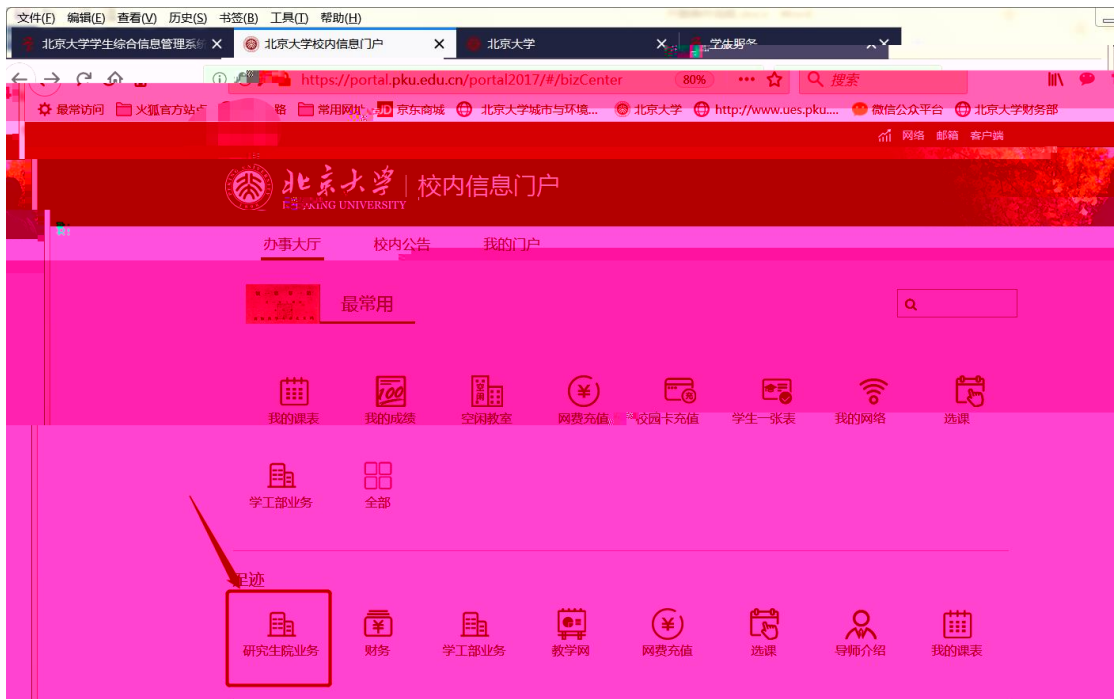 文件(F) 编辑(E) 查看(V) 历史(S) 书签(B) 工具(T) 帮助(H)
北京大学学生综合信息管理系统 × 北京大学校内信息门户 × 北京大学 ×
https://portal.pku.edu.cn/portal2017/#/bizCenter 80% 搜索
最常访问 火狐官方站点 常用网址 JD 京东商城 北京大学城市与环境... 北京大学 http://www.ues.pku.... 微信公众平台 北京大学财务部
网络 邮箱 客户端
北京大学 校内信息门户
PEKING UNIVERSITY
办事大厅 校内公告 我的门户
最常用
我的课表 我的成绩 空闲教室 网费充值 校园卡充值 学生一张表 我的网络 选课
学工部业务 全部
足迹
研究生院业务 财务 学工部业务 教学网 网费充值 选课 导师介绍 我的课表